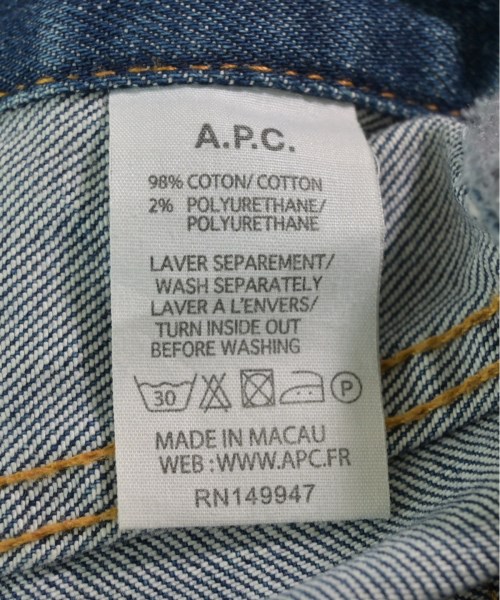 A.P.C.
98% COTON/ COTTON
2% POLYURETHANE/
POLYURETHANE
LAVER SEPAREMENT/
WASH SEPARATELY
LAVER A L'ENVERS/
TURN INSIDE OUT
BEFORE WASHING
30 P
MADE IN MACAU
WEB :WWW.APC.FR
RN149947